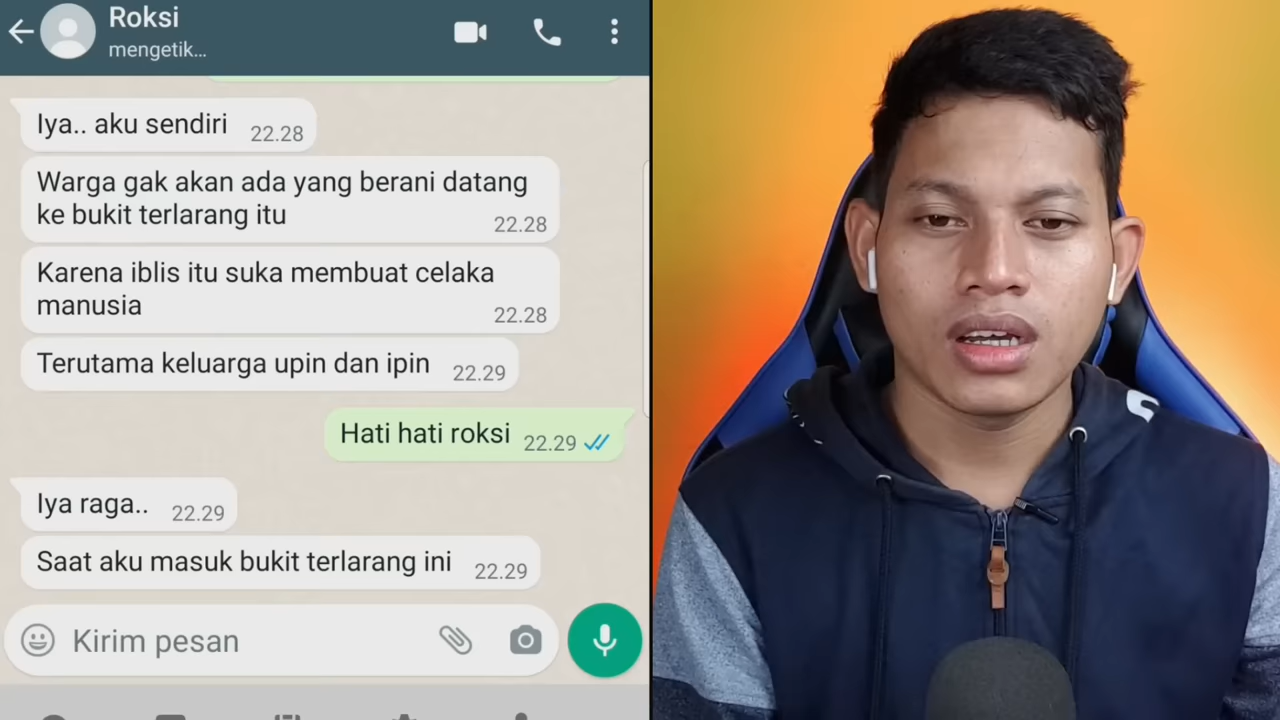 Roksi
mengetik...
Iya.. aku sendiri 22.28
Warga gak akan ada yang berani datang
ke bukit terlarang itu 22.28
Karena iblis itu suka membuat celaka
manusia 22.28
Terutama keluarga upin dan ipin 22.29
Hati hati roksi 22.29
Iya raga.. 22.29
Saat aku masuk bukit terlarang ini 22.29
Kirim pesan